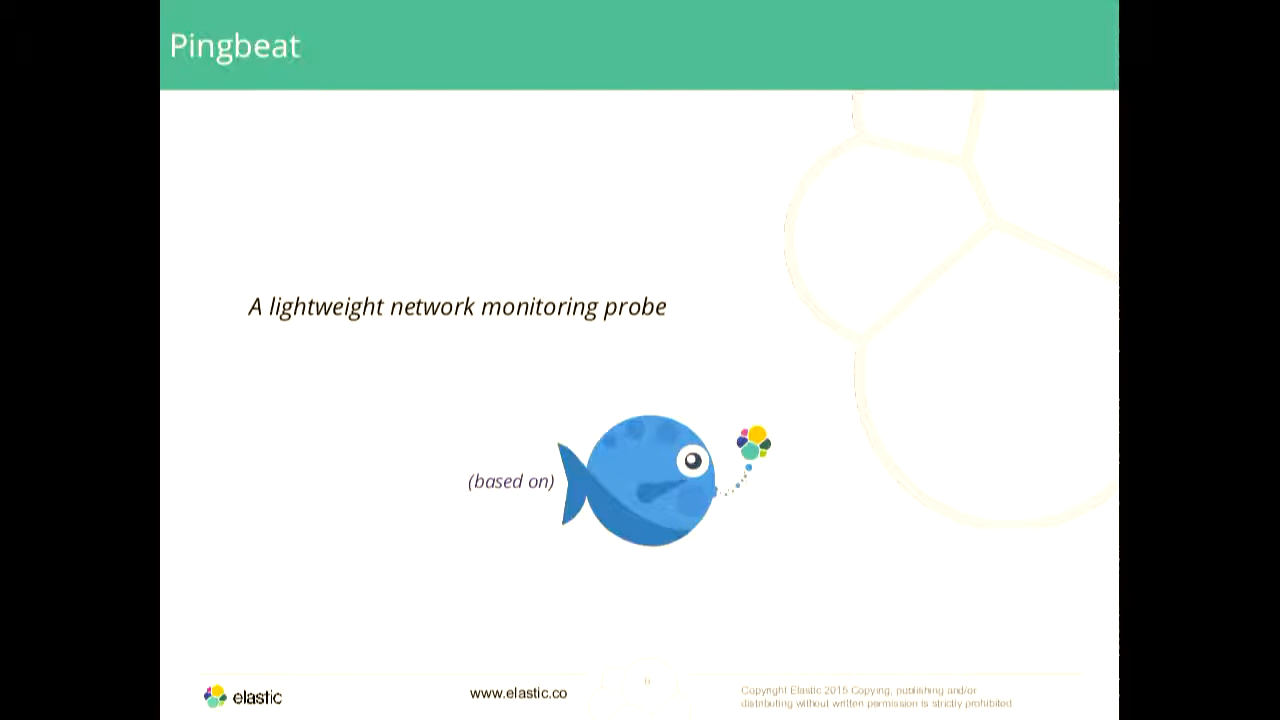 Pingbeat
A lightweight network monitoring probe
(based on)
elastic
www.elastic.co
Copyright Elastic 2015 Copying, publishing and/or
distributing without written permission is strictly prohibited